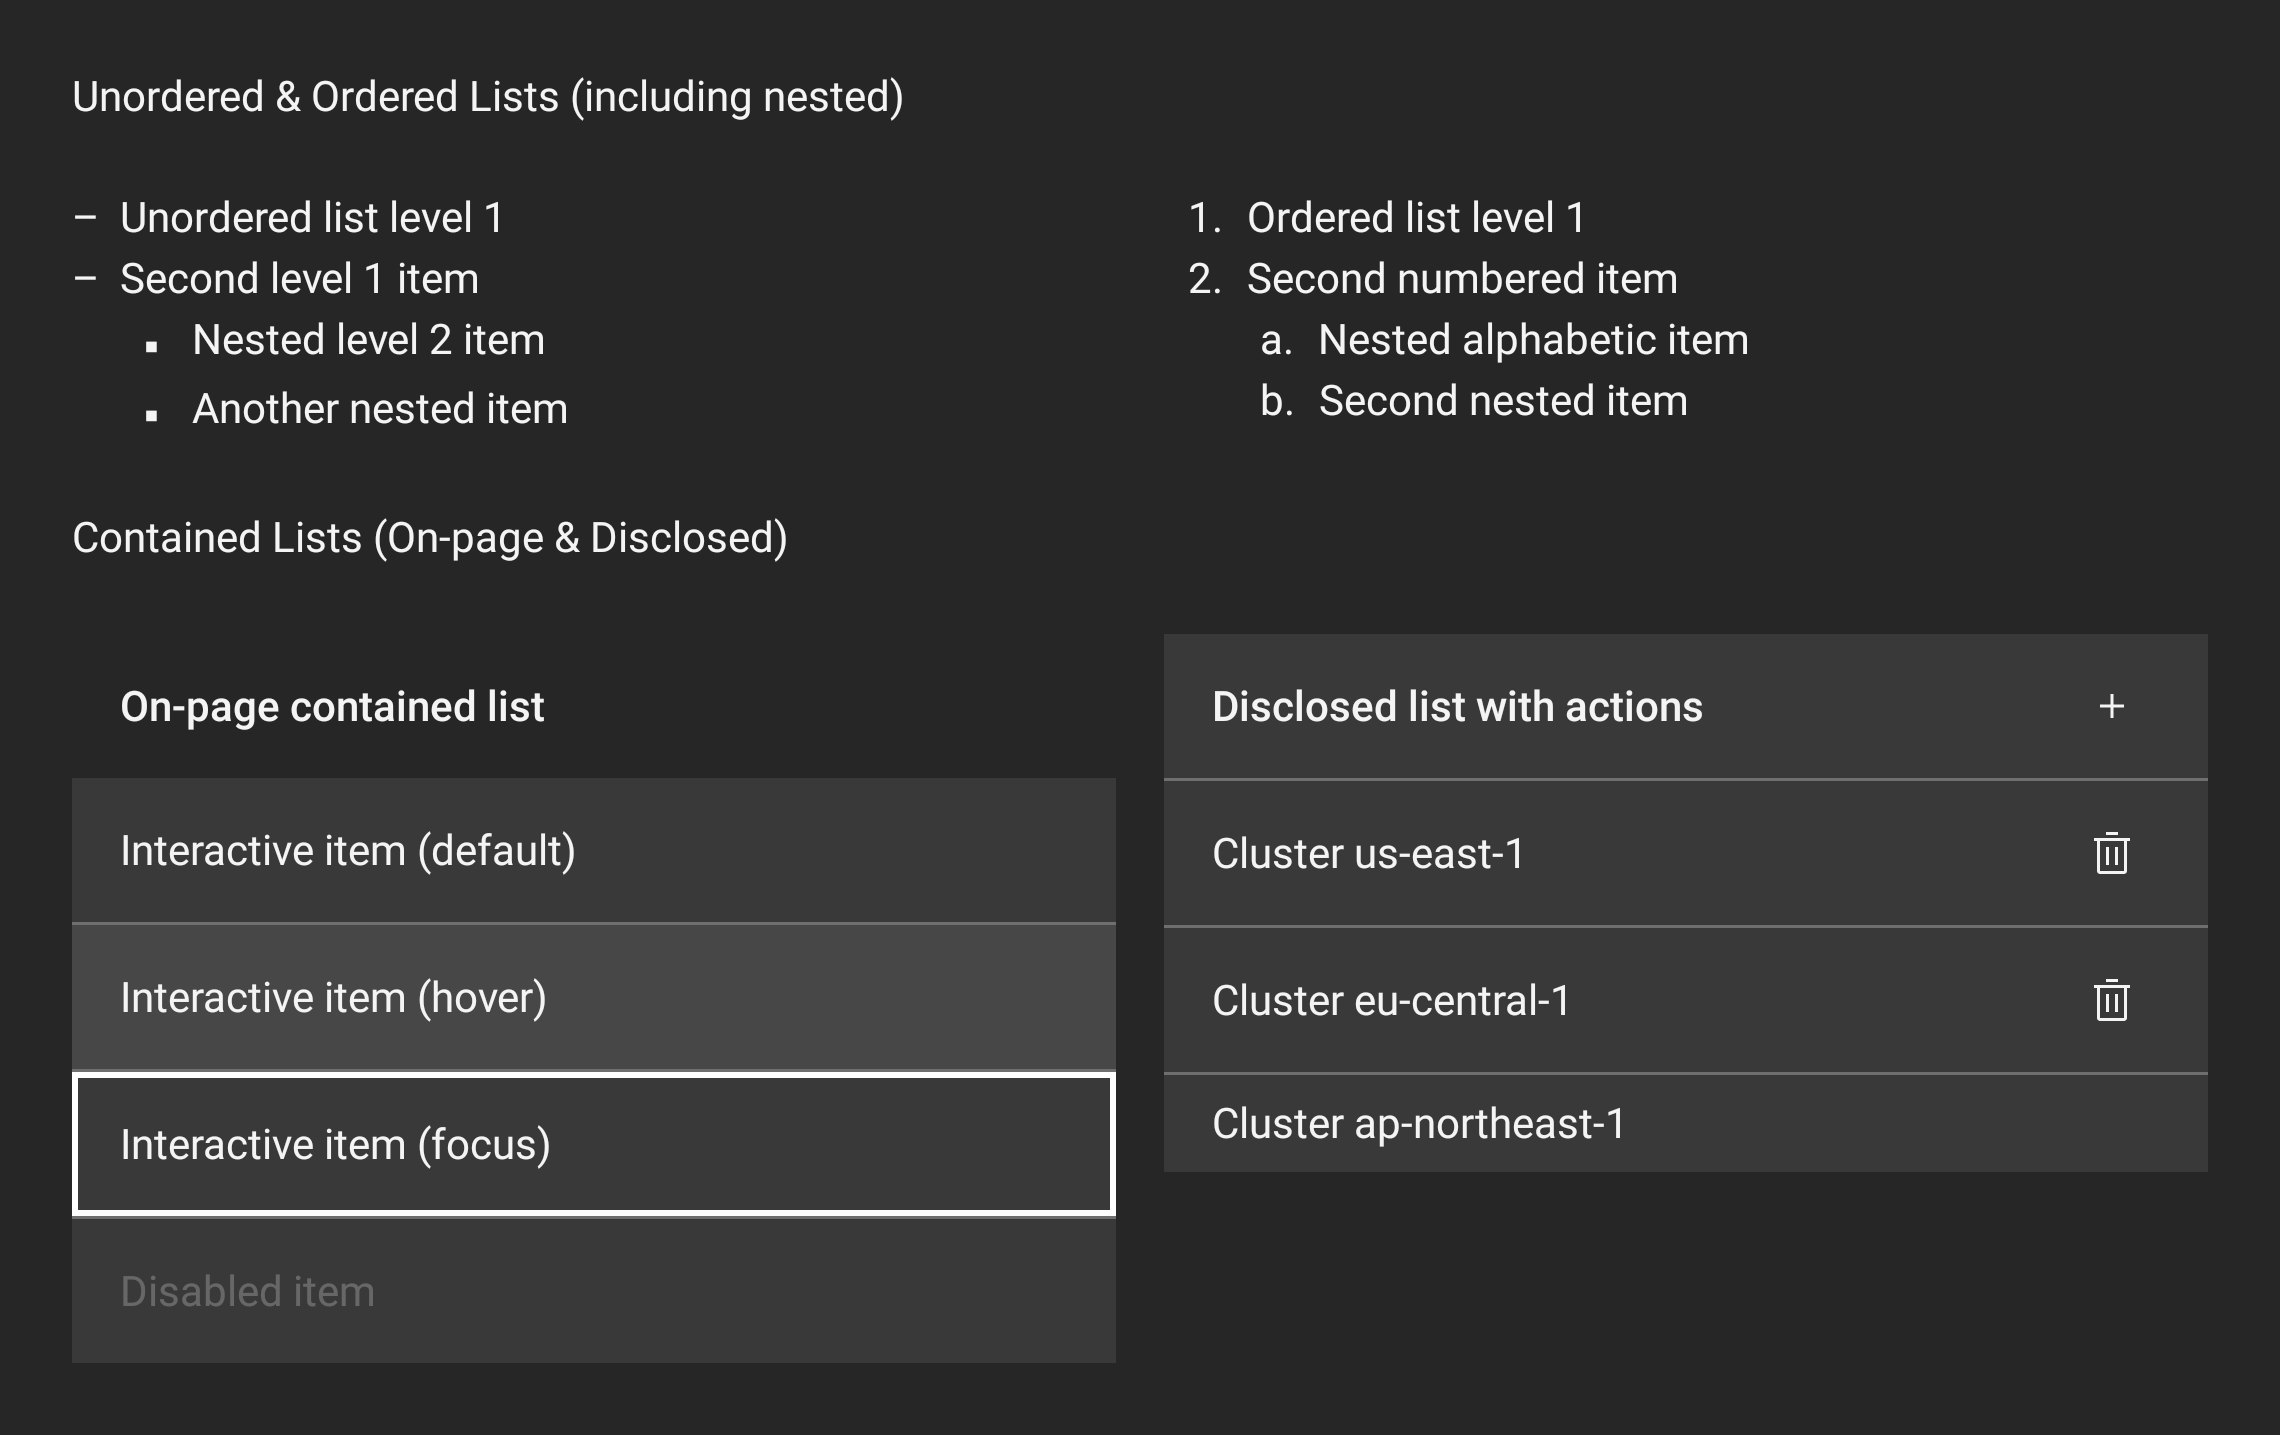 Unordered & Ordered Lists (including nested)
– Unordered list level 1
– Second level 1 item
▪ Nested level 2 item
▪ Another nested item
1. Ordered list level 1
2. Second numbered item
a. Nested alphabetic item
b. Second nested item
Contained Lists (On-page & Disclosed)
On-page contained list
Interactive item (default)
Interactive item (hover)
Interactive item (focus)
Disabled item
Disclosed list with actions
Cluster us-east-1
Cluster eu-central-1
Cluster ap-northeast-1